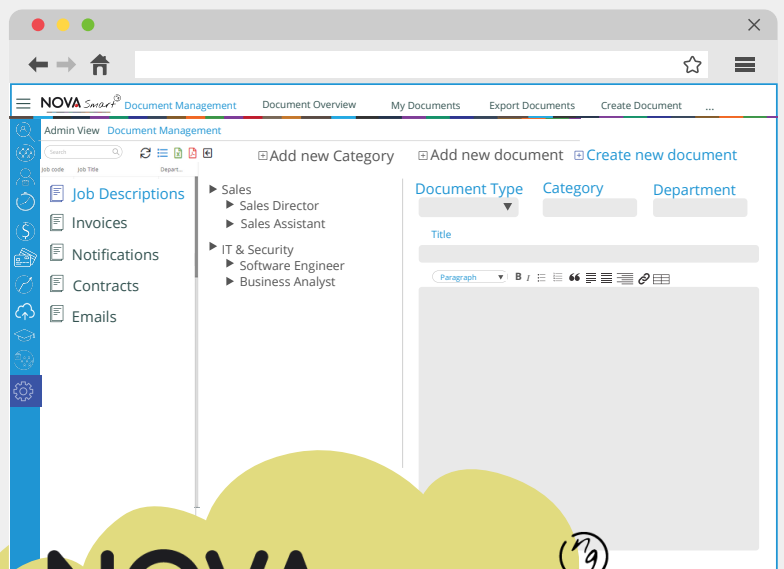 NOVA Smart Document Management Document Overview My Documents Export Documents Create Document ...
Admin View Document Management
Search
Add new Category Add new document Create new document
Job code Job Title Depart...
Job Descriptions
Invoices
Notifications
Contracts
Emails
Sales
Sales Director
Sales Assistant
IT & Security
Software Engineer
Business Analyst
Document Type Category Department
Title
Paragraph B I
NOVA
ng